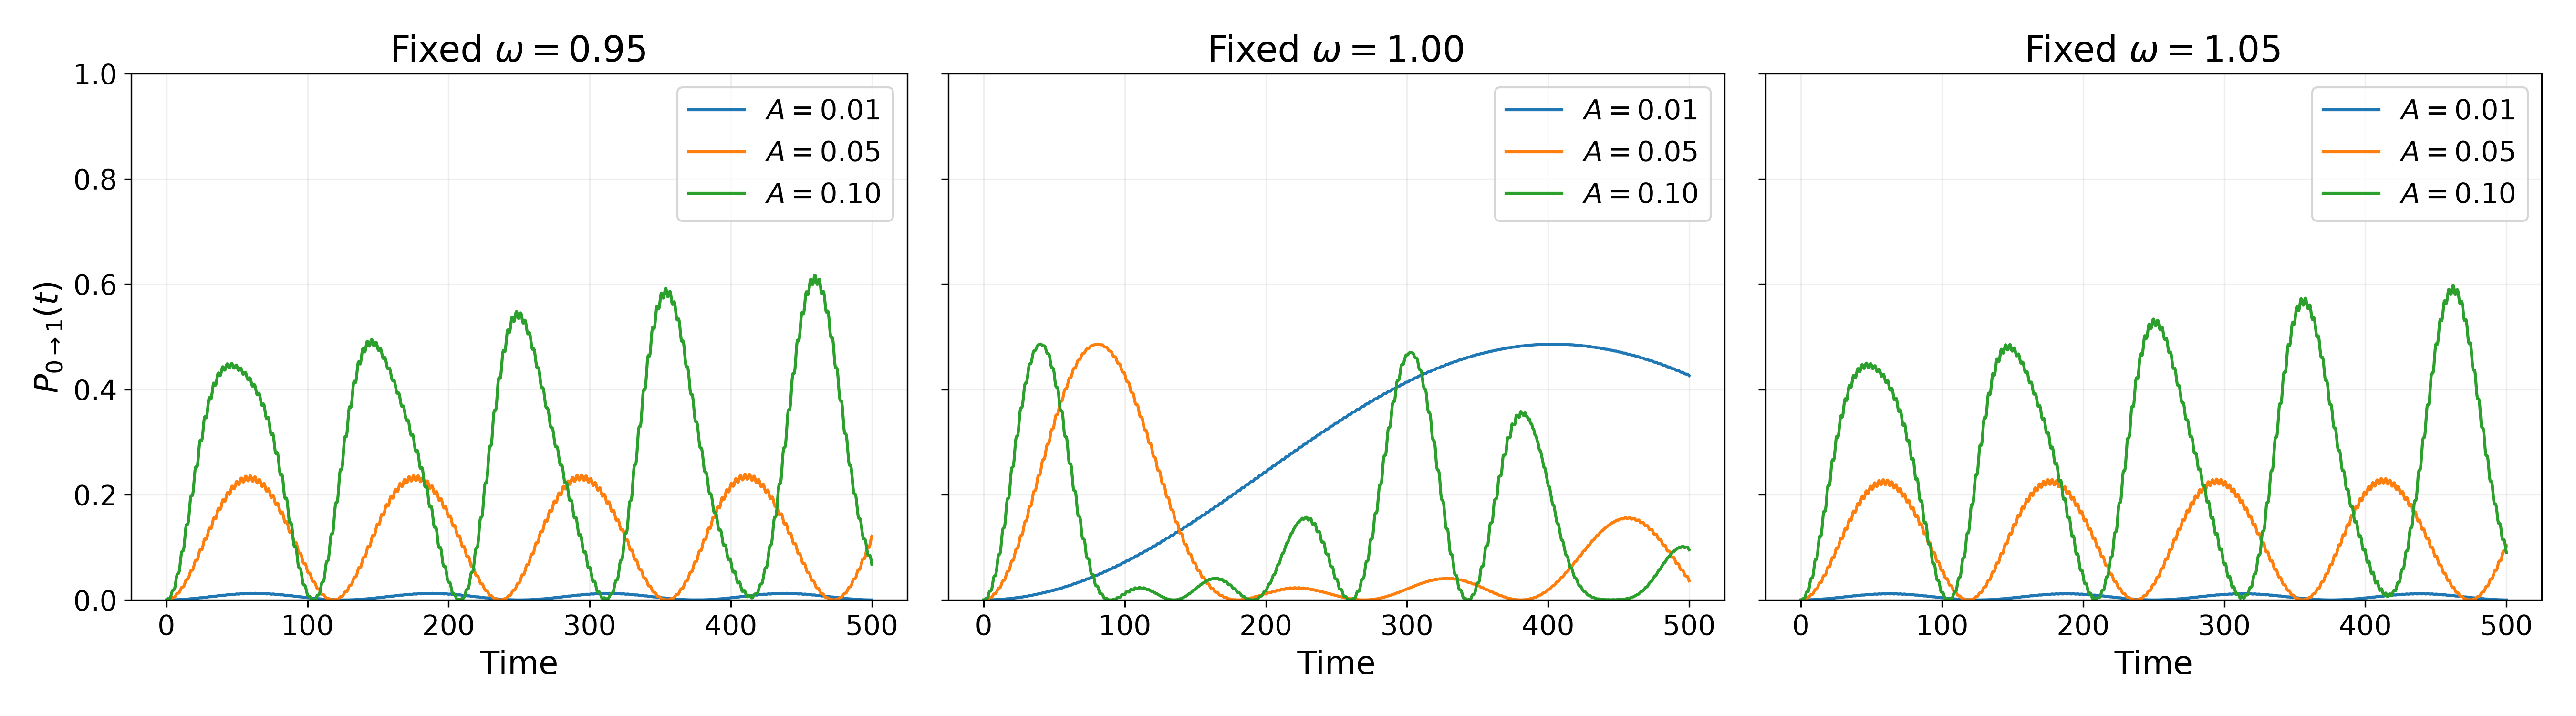 Fixed ω = 0.95
Fixed ω = 1.00
Fixed ω = 1.05
P₀→₁(t)
1.0
0.8
0.6
0.4
0.2
0.0
A = 0.01
A = 0.05
A = 0.10
A = 0.01
A = 0.05
A = 0.10
A = 0.01
A = 0.05
A = 0.10
0 100 200 300 400 500
0 100 200 300 400 500
0 100 200 300 400 500
Time
Time
Time